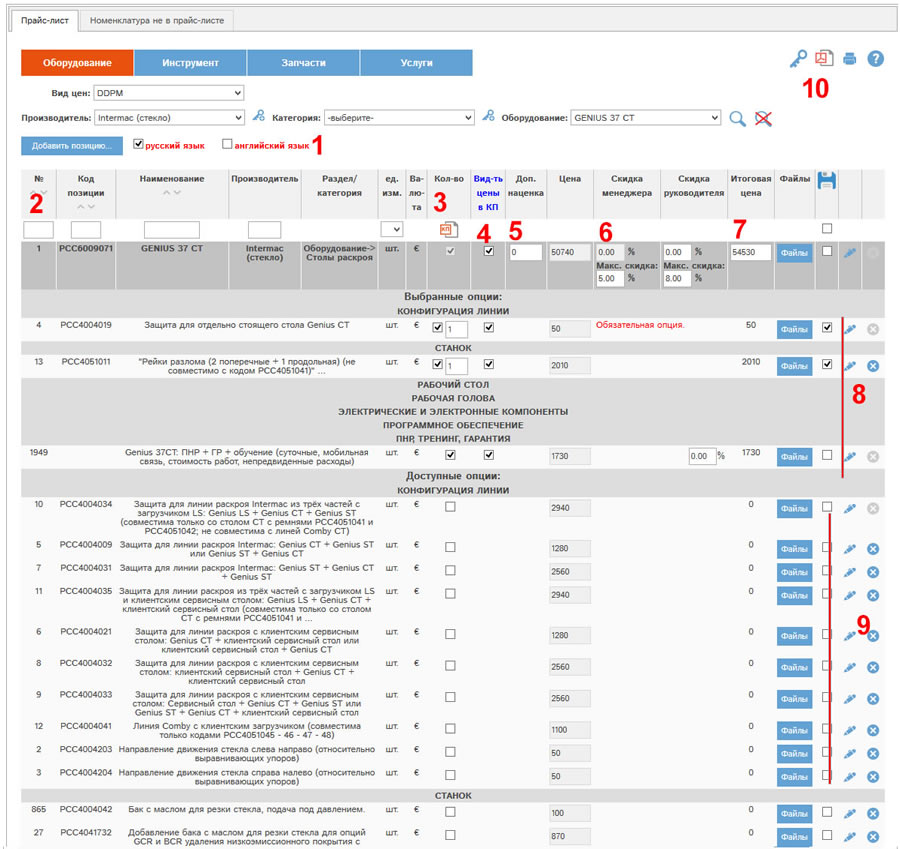 Прайс-лист Номенклатура не в прайс-листе
Оборудование Инструмент Запчасти Услуги
10
Вид цен: DDPM
Производитель: Intermac (стекло) Категория: -выберите- Оборудование: GENIUS 37 CT
Добавить позицию... русский язык английский язык 1
№ Код позиции Наименование Производитель Раздел/категория ед. изм. Ва-лю-та Кол-во Вид-ть цены в КП Доп. наценка Цена Скидка менеджера Скидка руководителя Итоговая цена Файлы
2 3 4 5 6 7
КП
1 PCC6009071 GENIUS 37 CT Intermac (стекло) Оборудование-> Столы раскроя шт. € 0 50740 0.00 % 0.00 % 54530 Файлы
Макс. скидка: Макс. скидка:
5.00 % 8.00 %
Выбранные опции:
КОНФИГУРАЦИЯ ЛИНИИ
4 PCC4004019 Защита для отдельно стоящего стола Genius CT шт. € 1 50 Обязательная опция. 50 Файлы
СТАНОК
13 PCC4051011 "Рейки разлома (2 поперечные + 1 продольная) (не шт. € 1 2010 2010 Файлы
совместимо с кодом PCC4051041)" ...
РАБОЧИЙ СТОЛ
РАБОЧАЯ ГОЛОВА
8
ЭЛЕКТРИЧЕСКИЕ И ЭЛЕКТРОННЫЕ КОМПОНЕНТЫ
ПРОГРАММНОЕ ОБЕСПЕЧЕНИЕ
ПНР, ТРЕНИНГ, ГАРАНТИЯ
1949 Genius 37CT: ПНР + ГР + обучение (суточные, мобильная шт. € 1730 0.00 % 1730 Файлы
связь, стоимость работ, непредвиденные расходы)
Доступные опции:
КОНФИГУРАЦИЯ ЛИНИИ
10 PCC4004034 Защита для линии раскроя Intermac из трёх частей с шт. € 2940 0 Файлы
загрузчиком LS: Genius LS + Genius CT + Genius ST
(совместима только со столом CT с ремнями PCC4051041 и
PCC4051042; не совместима с линей Comby CT)
5 PCC4004009 Защита для линии раскроя Intermac: Genius CT + Genius ST шт. € 1280 0 Файлы
или Genius ST + Genius CT
7 PCC4004031 Защита для линии раскроя Intermac: Genius ST + Genius CT шт. € 2560 0 Файлы
+ Genius ST
11 PCC4004035 Защита для линии раскроя из трёх частей с загрузчиком LS шт. € 2940 0 Файлы
и клиентским сервисным столом: Genius LS + Genius CT +
клиентский сервисный стол (совместима только со столом
CT с ремнями PCC4051041 и ...
9
6 PCC4004021 Защита для линии раскроя с клиентским сервисным шт. € 1280 0 Файлы
столом: Genius CT + клиентский сервисный стол или
клиентский сервисный стол + Genius CT
8 PCC4004032 Защита для линии раскроя с клиентским сервисным шт. € 2560 0 Файлы
столом: клиентский сервисный стол + Genius CT +
клиентский сервисный стол
9 PCC4004033 Защита для линии раскроя с клиентским сервисным шт. € 2560 0 Файлы
столом: Сервисный стол + Genius CT + Genius ST или
Genius ST + Genius CT + клиентский сервисный стол
12 PCC4004041 Линия Comby с клиентским загрузчиком (совместима шт. € 1100 0 Файлы
только кодами PCC4051045 - 46 - 47 - 48)
2 PCC4004203 Направление движения стекла слева направо (относительно шт. € 50 0 Файлы
выравнивающих упоров)
3 PCC4004204 Направление движения стекла справа налево (относительно шт. € 50 0 Файлы
выравнивающих упоров)
СТАНОК
865 PCC4004042 Бак с маслом для резки стекла, подача под давлением. шт. € 100 0 Файлы
27 PCC4041732 Добавление бака с маслом для резки стекла для опций шт. € 870 0 Файлы
GCR и BCR удаления низкоэмиссионного покрытия с